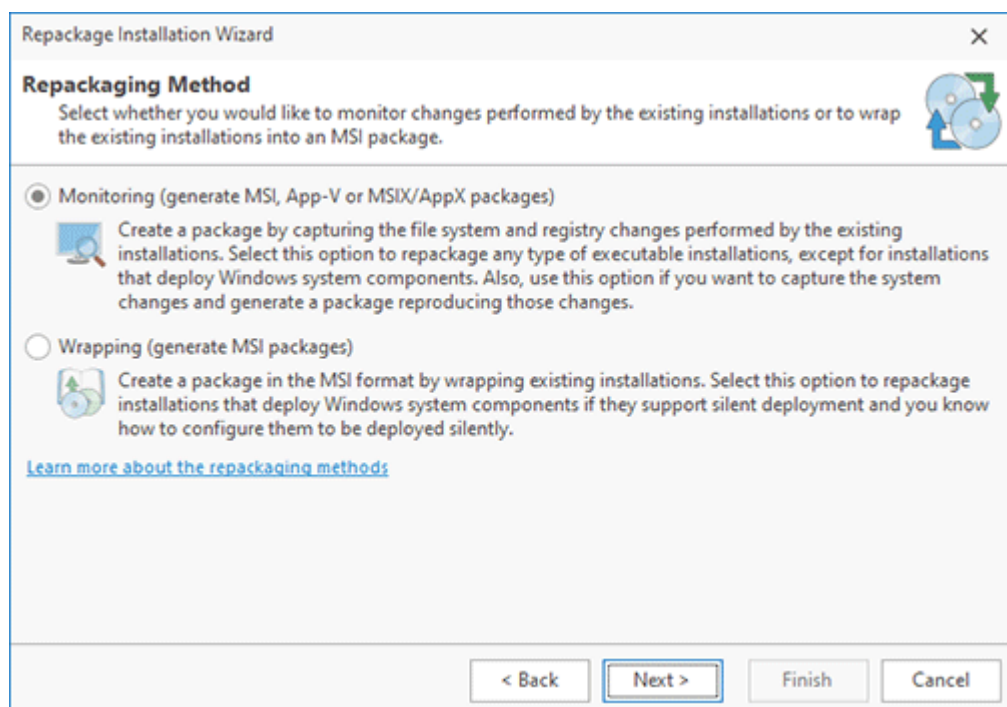 Repackage Installation Wizard
Repackaging Method
Select whether you would like to monitor changes performed by the existing installations or to wrap
the existing installations into an MSI package.
Monitoring (generate MSI, App-V or MSIX/AppX packages)
Create a package by capturing the file system and registry changes performed by the existing
installations. Select this option to repackage any type of executable installations, except for installations
that deploy Windows system components. Also, use this option if you want to capture the system
changes and generate a package reproducing those changes.
Wrapping (generate MSI packages)
Create a package in the MSI format by wrapping existing installations. Select this option to repackage
installations that deploy Windows system components if they support silent deployment and you know
how to configure them to be deployed silently.
Learn more about the repackaging methods
< Back Next > Finish Cancel